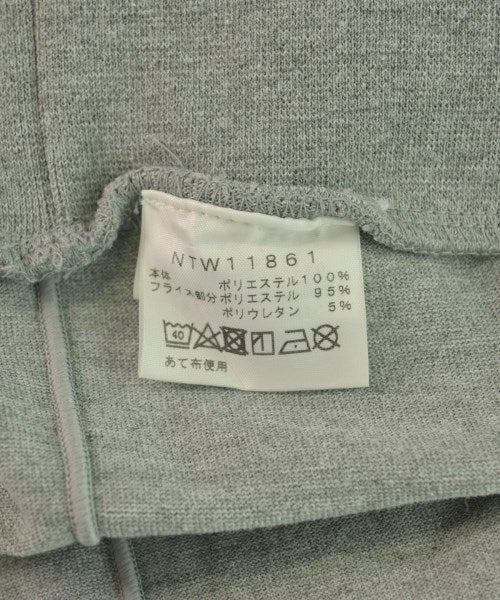 NTW11861
本体 ポリエステル100%
フライス部分 ポリエステル 95%
ポリウレタン 5%
40
あて布使用